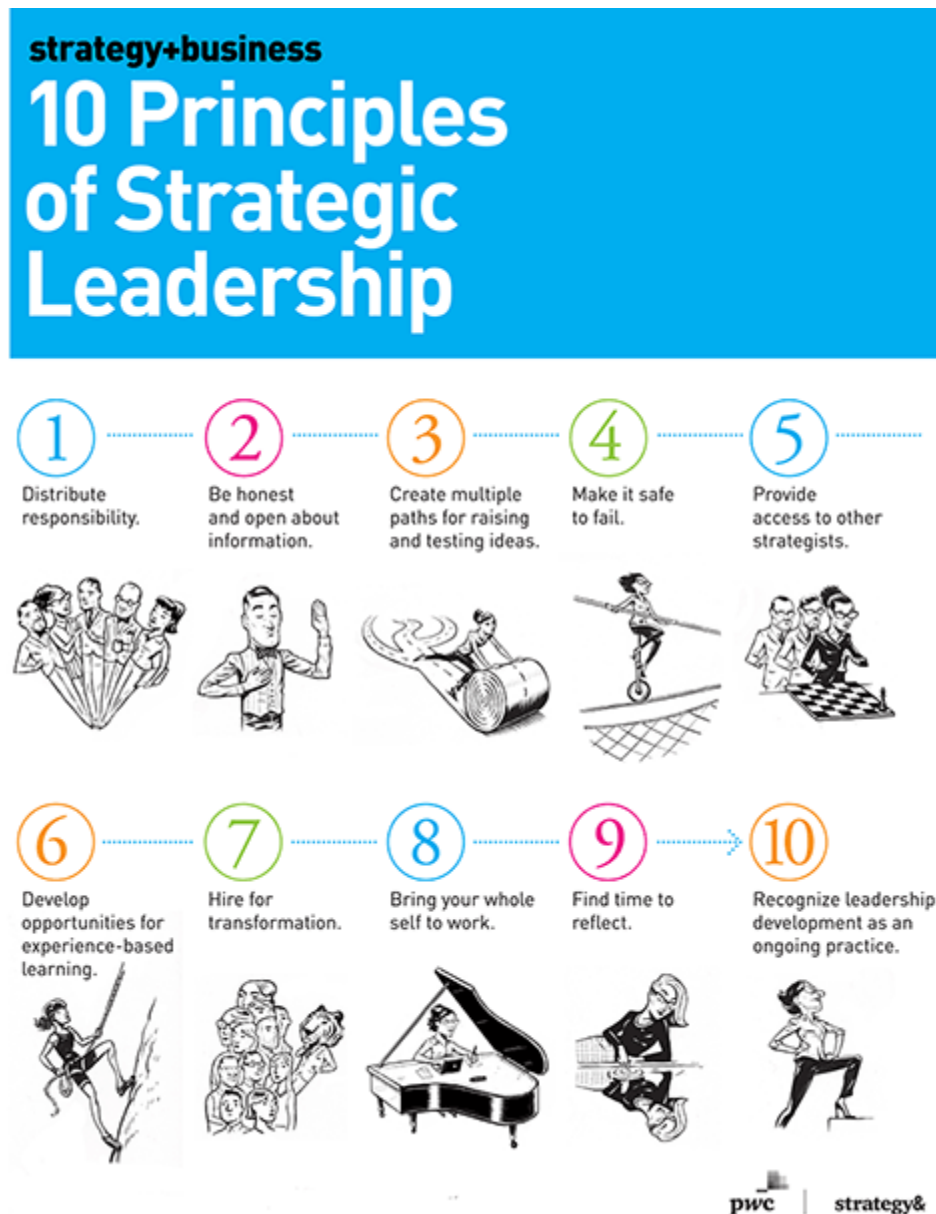 strategy+business
10 Principles
of Strategic
Leadership
1
Distribute
responsibility.
2
Be honest
and open about
information.
3
Create multiple
paths for raising
and testing ideas.
4
Make it safe
to fail.
5
Provide
access to other
strategists.
6
Develop
opportunities for
experience-based
learning.
7
Hire for
transformation.
8
Bring your whole
self to work.
9
Find time to
reflect.
10
Recognize leadership
development as an
ongoing practice.
pwc | strategy&